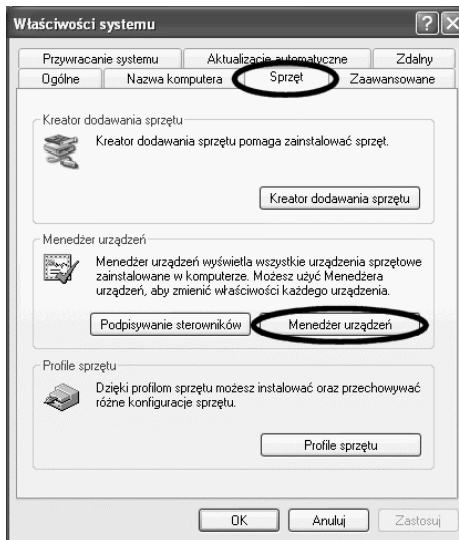 Właściwości systemu
Przywracanie systemu Aktualizacje automatyczne Zdalny
Ogólne Nazwa komputera Sprzęt Zaawansowane
Kreator dodawania sprzętu
Kreator dodawania sprzętu pomaga zainstalować sprzęt.
Kreator dodawania sprzętu
Menedżer urządzeń
Menedżer urządzeń wyświetla wszystkie urządzenia sprzętowe
zainstalowane w komputerze. Możesz użyć Menedżera
urządzeń, aby zmienić właściwości każdego urządzenia.
Podpisywanie sterowników Menedżer urządzeń
Profile sprzętu
Dzięki profilom sprzętu możesz instalować oraz przechowywać
różne konfiguracje sprzętu.
Profile sprzętu
OK Anuluj Zastosuj